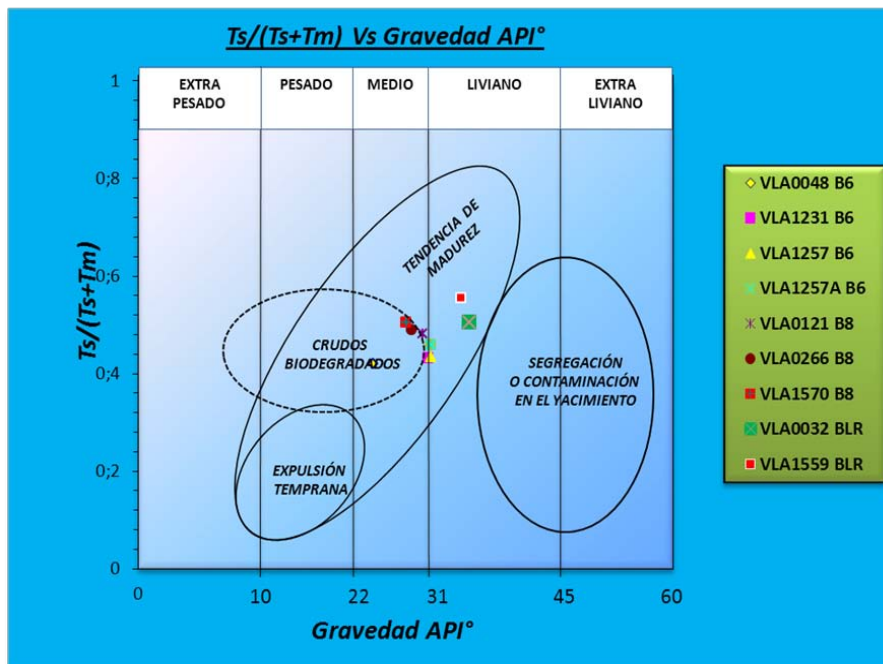 Ts/(Ts+Tm) Vs Gravedad API°
EXTRA
PESADO
PESADO
MEDIO
LIVIANO
EXTRA
LIVIANO
1
0;8
0;6
0;4
0;2
0
Ts/(Ts+Tm)
TENDENCIA DE
MADUREZ
CRUDOS
BIODEGRADADOS
SEGREGACIÓN
O CONTAMINACIÓN
EN EL YACIMIENTO
EXPULSIÓN
TEMPRANA
0
10
22
31
45
60
Gravedad API°
VLA0048 B6
VLA1231 B6
VLA1257 B6
VLA1257A B6
VLA0121 B8
VLA0266 B8
VLA1570 B8
VLA0032 BLR
VLA1559 BLR